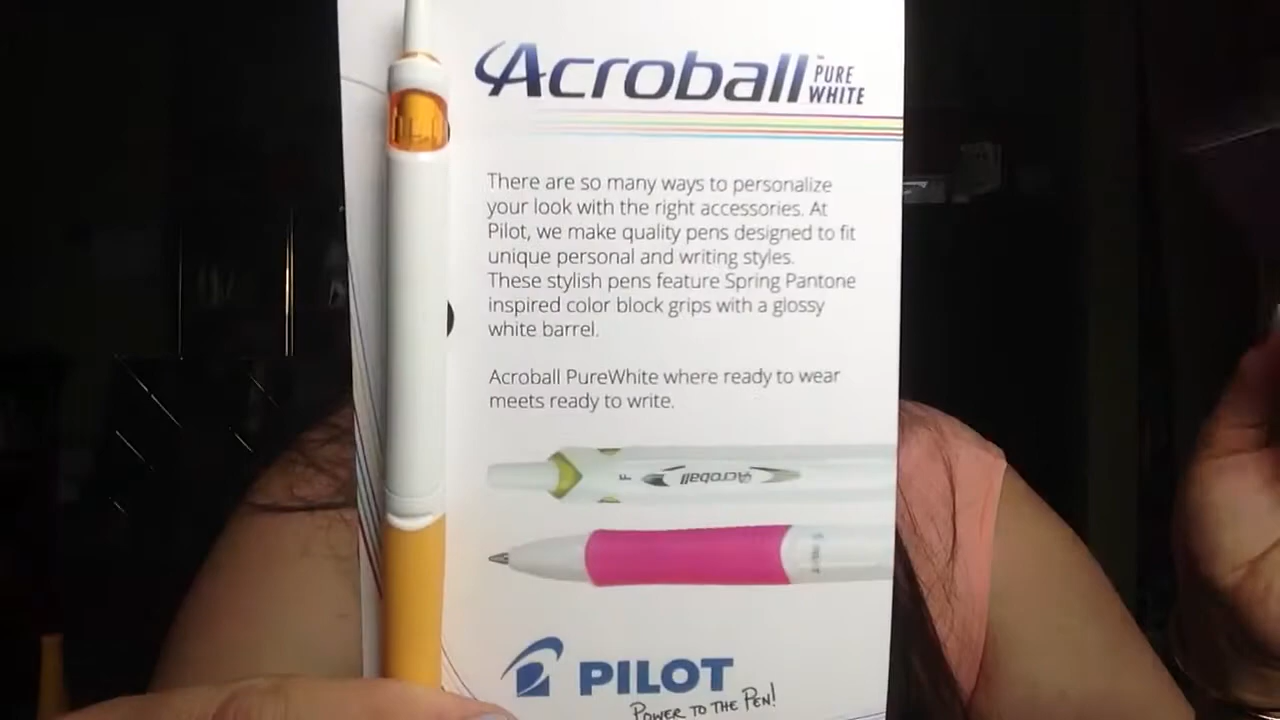 Acroball™ PURE
WHITE
There are so many ways to personalize
your look with the right accessories. At
Pilot, we make quality pens designed to fit
unique personal and writing styles.
These stylish pens feature Spring Pantone
inspired color block grips with a glossy
white barrel.
Acroball PureWhite where ready to wear
meets ready to write.
F Acroball
PILOT
POWER TO THE PEN!